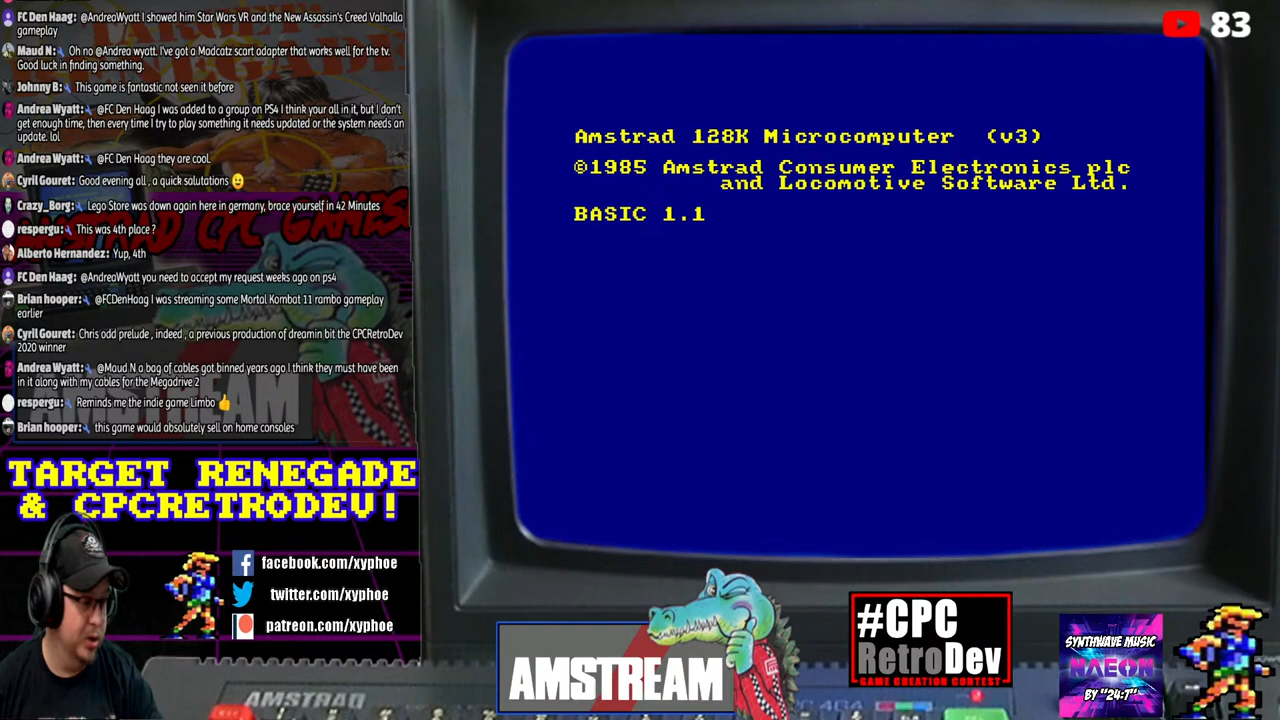 FC Den Haag: @AndreaWyatt I showed him Star Wars VR and the New Assassin's Creed Valhalla
gameplay
Maud N: Oh no @Andrea wyatt. I've got a Madcatz scart adapter that works well for the tv.
Good luck in finding something.
Johnny B: This game is fantastic not seen it before
Andrea Wyatt: @FC Den Haag I was added to a group on PS4 I think your all in it, but I don't
get enough time, then every time I try to play something it needs updated or the system needs an
update. lol
Andrea Wyatt: @FC Den Haag they are cool.
Cyril Gouret: Good evening all , a quick salutations
Crazy_Borg: Lego Store was down again here in germany, brace yourself in 42 Minutes
respergu: This was 4th place ?
Alberto Hernandez: Yup, 4th
FC Den Haag: @AndreaWyatt you need to accept my request weeks ago on ps4
Brian hooper: @FCDenHaag I was streaming some Mortal Kombat 11 rambo gameplay
earlier
Cyril Gouret: Chris odd prelude , indeed , a previous production of dreamin bit the CPCRetroDev
2020 winner
Andrea Wyatt: @Maud N a bag of cables got binned years ago I think they must have been
in it along with my cables for the Megadrive 2
respergu: Reminds me the indie game Limbo 👍
Brian hooper: this game would absolutely sell on home consoles
AMSTREAM
TARGET RENEGADE
& CPCRETRODEV!
facebook.com/xyphoe
twitter.com/xyphoe
patreon.com/xyphoe
83
Amstrad 128K Microcomputer (v3)
©1985 Amstrad Consumer Electronics plc
and Locomotive Software Ltd.
BASIC 1.1
AMSTRAD
AMSTREAM
#CPC
RetroDev
GAME CREATION CONTEST
SYNTHWAVE MUSIC
NAEON
BY "24:7"